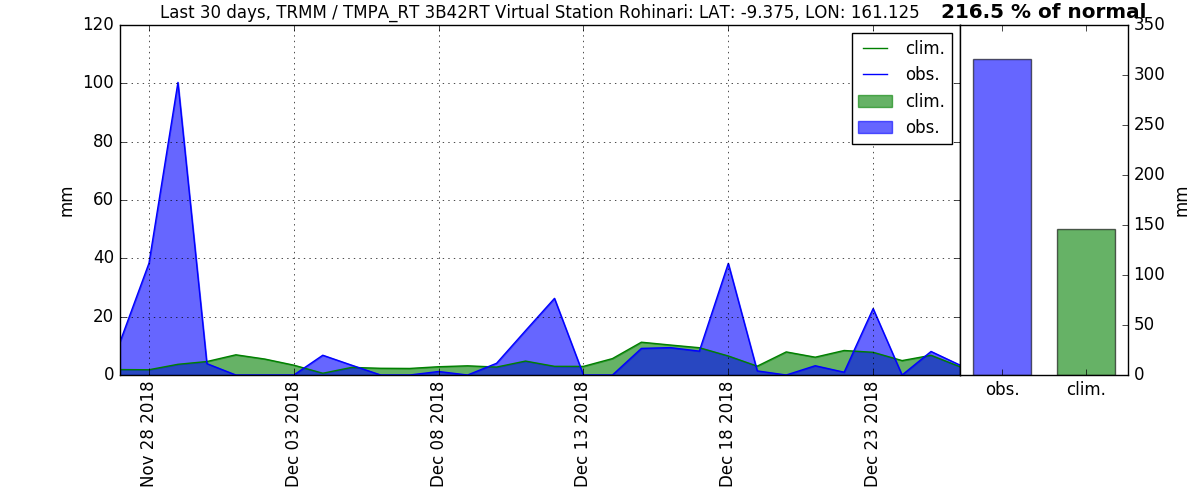 Last 30 days, TRMM / TMPA_RT 3B42RT Virtual Station Rohinari: LAT: -9.375, LON: 161.125
216.5 % of normal
120
100
80
60
40
20
0
mm
clim.
obs.
clim.
obs.
350
300
250
200
150
100
50
0
mm
obs.
clim.
Nov 28 2018
Dec 03 2018
Dec 08 2018
Dec 13 2018
Dec 18 2018
Dec 23 2018